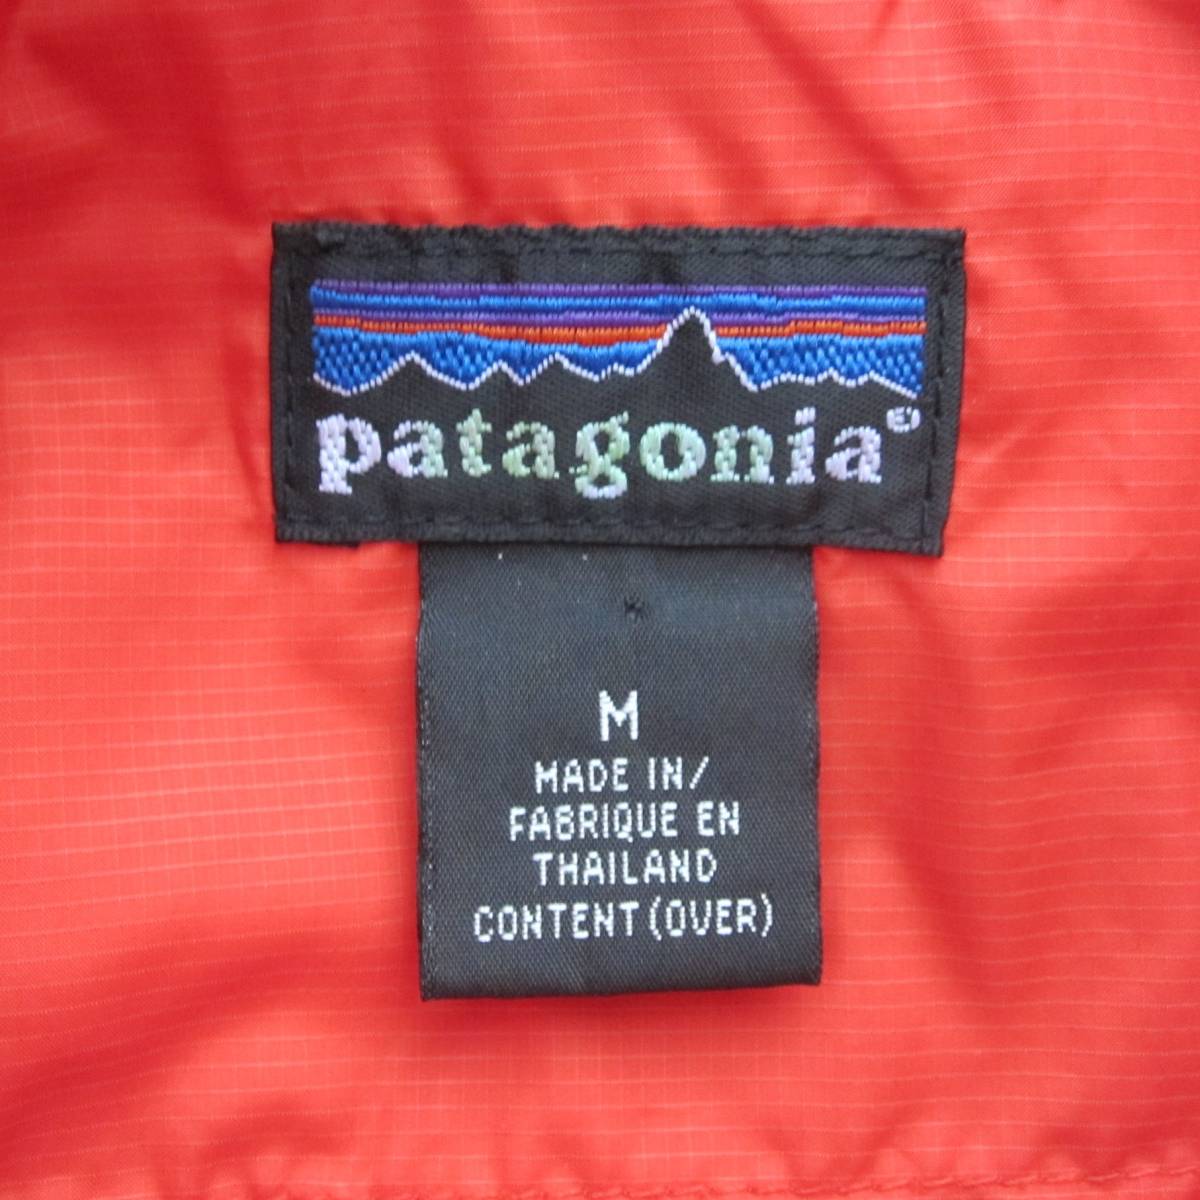 patagonia®
M
MADE IN/
FABRIQUE EN
THAILAND
CONTENT (OVER)